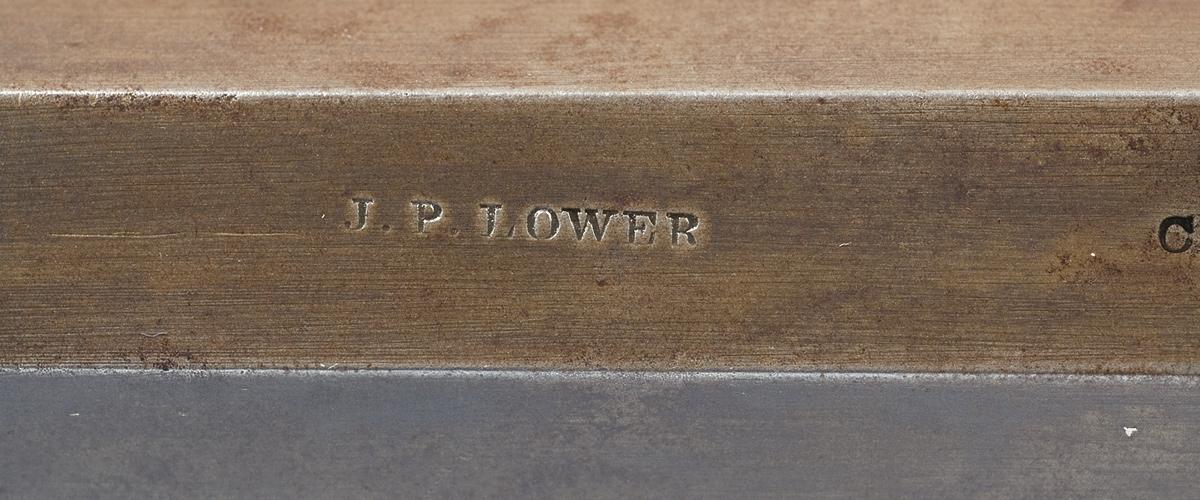 J. P. LOWER C